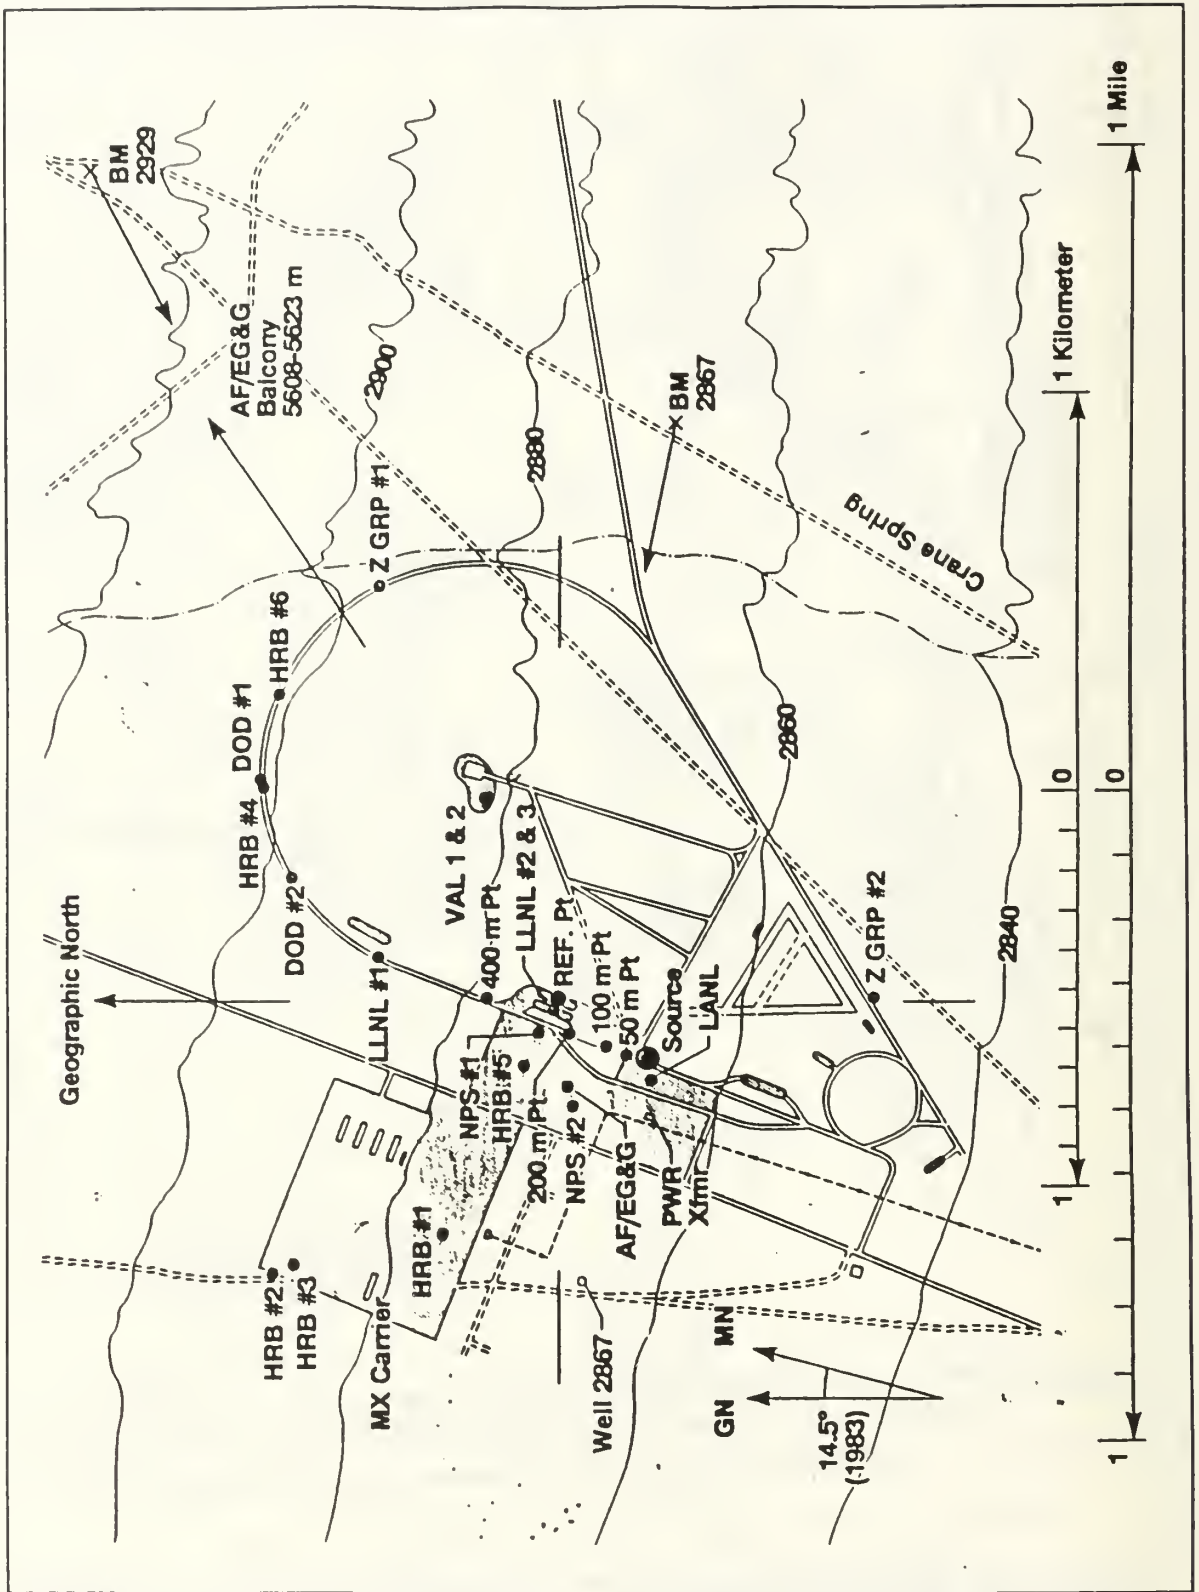 Geographic North
BM
2929
AF/EG&G
Balcony
5608-5623 m
2900
HRB #4
DOD #1
HRB #6
Z GRP #1
DOD #2
LLNL #1
2880
VAL 1 & 2
400 m Pt
LLNL #2 & 3
REF. Pt
100 m Pt
50 m Pt
Source
LANL
BM
2867
Crane Spring
2860
HRB #2
HRB #3
MX Carrier
HRB #1
NPS #1
HRB #5
200 m Pt
NPS #2
AF/EG&G
PWR
Xfmr
Well 2867
Z GRP #2
2840
GN
MN
14.5°
(1983)
1
0
1 Kilometer
1
0
1 Mile